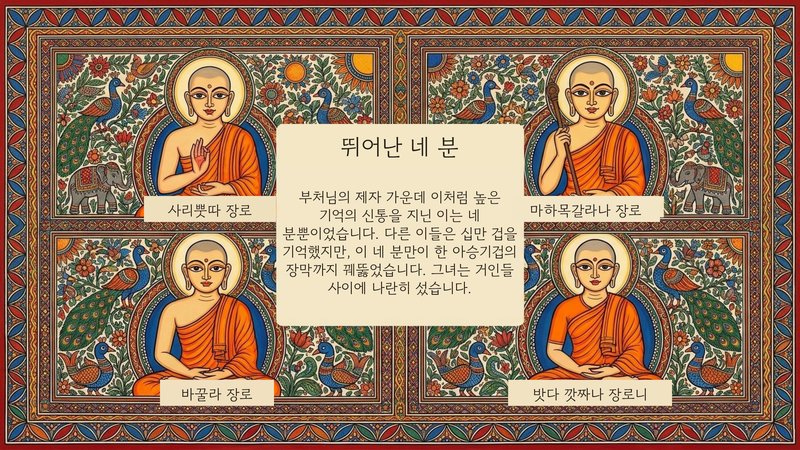 뛰어난 네 분
부처님의 제자 가운데 이처럼 높은
기억의 신통을 지닌 이는 네
분뿐이었습니다. 다른 이들은 십만 겁을
기억했지만, 이 네 분만이 한 아승기겁의
장막까지 꿰뚫었습니다. 그녀는 거인들
사이에 나란히 섰습니다.
사리뿟따 장로
마하목갈라나 장로
바꿀라 장로
밧다 깟짜나 장로니